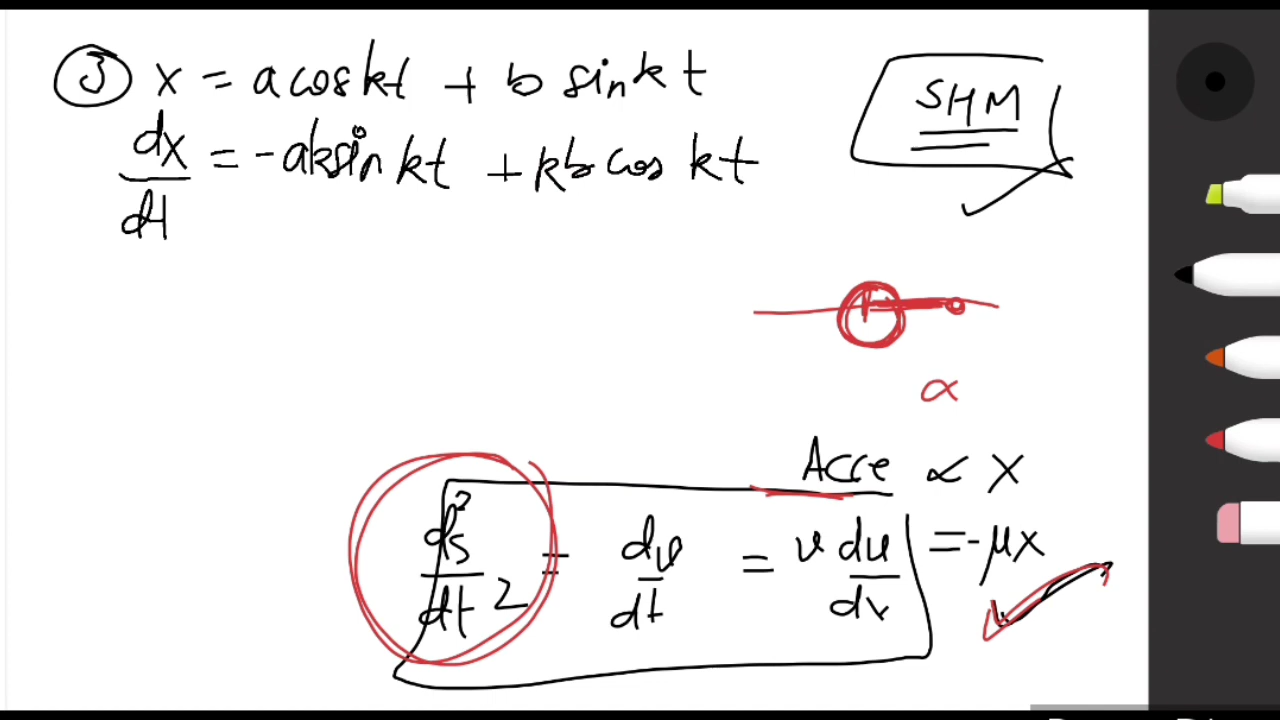 ③ x = a cos kt + b sin kt
dx/dt = -ak sin kt + kb cos kt
SHM
α
Acce ∝ x
d²s/dt² = dv/dt = v dv/dx = -μx